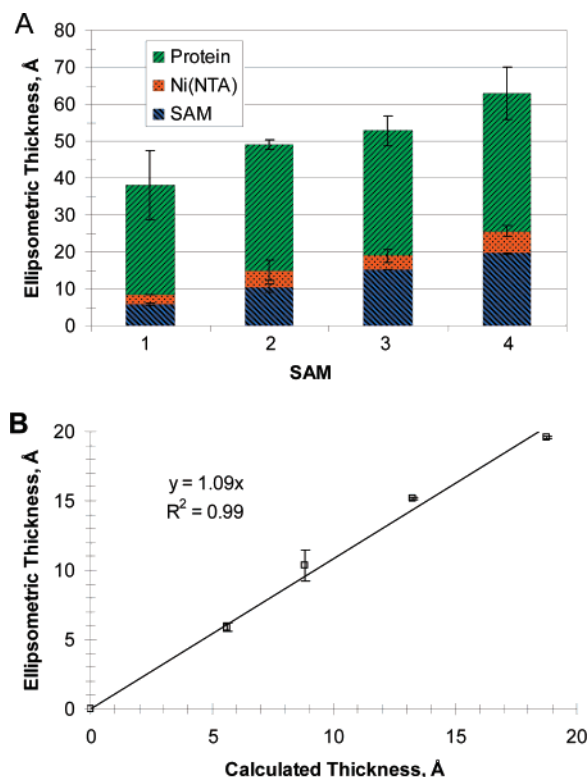 A
Ellipsometric Thickness, Å
80
70
60
50
40
30
20
10
0
Protein
Ni(NTA)
SAM
1 2 3 4
SAM
B
Ellipsometric Thickness, Å
20
15
10
5
0
y = 1.09x
R² = 0.99
0 5 10 15 20
Calculated Thickness, Å